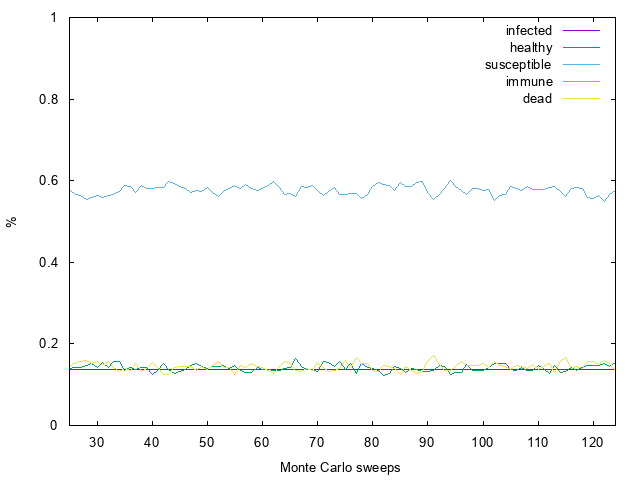 1
0.8
0.6
0.4
0.2
0
%
infected
healthy
susceptible
immune
dead
30 40 50 60 70 80 90 100 110 120
Monte Carlo sweeps